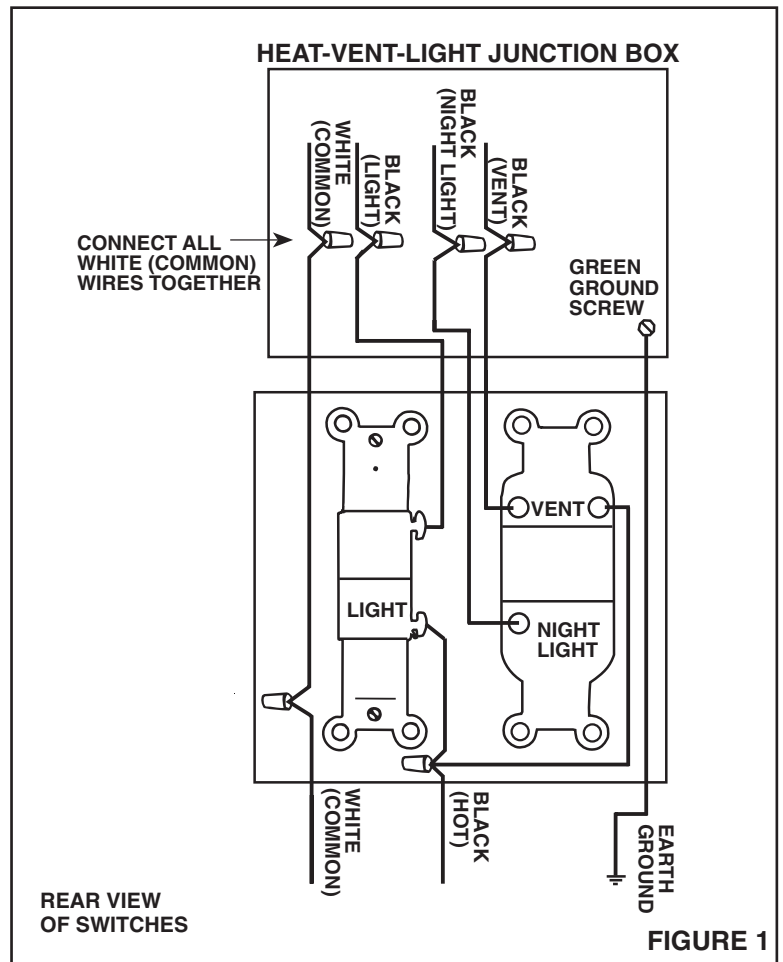 HEAT-VENT-LIGHT JUNCTION BOX
WHITE
(COMMON)
BLACK
(LIGHT)
BLACK
(NIGHT LIGHT)
BLACK
(VENT)
CONNECT ALL
WHITE (COMMON)
WIRES TOGETHER
GREEN
GROUND
SCREW
VENT
LIGHT
NIGHT
LIGHT
WHITE
(COMMON)
BLACK
(HOT)
EARTH
GROUND
REAR VIEW
OF SWITCHES
FIGURE 1